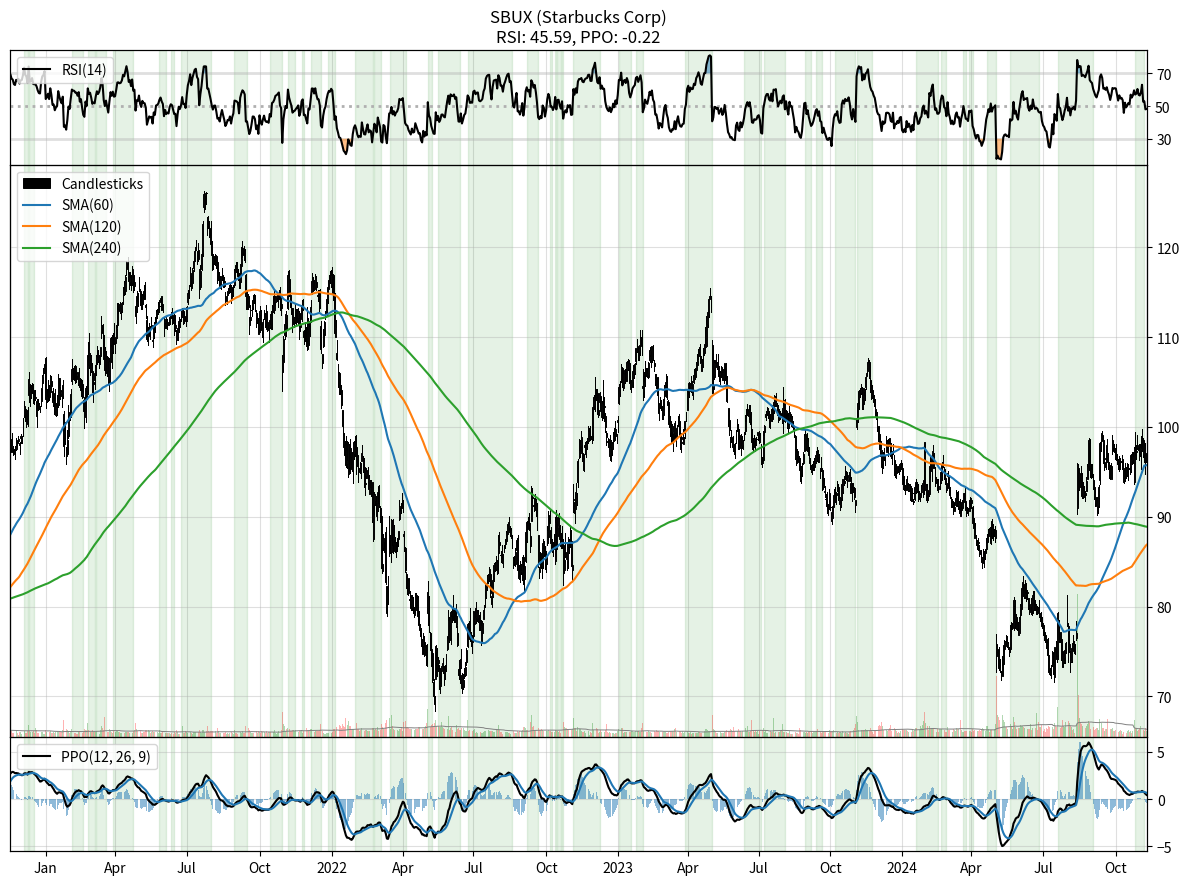 SBUX (Starbucks Corp)
RSI: 45.59, PPO: -0.22
RSI(14)
70
50
30
Candlesticks
SMA(60)
SMA(120)
SMA(240)
120
110
100
90
80
70
PPO(12, 26, 9)
5
0
−5
Jan Apr Jul Oct 2022 Apr Jul Oct 2023 Apr Jul Oct 2024 Apr Jul Oct